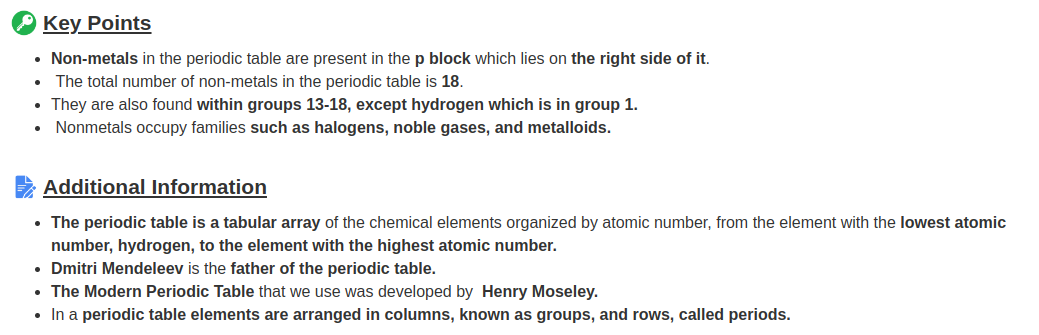 Key Points
Non-metals in the periodic table are present in the p block which lies on the right side of it.
The total number of non-metals in the periodic table is 18.
They are also found within groups 13-18, except hydrogen which is in group 1.
Nonmetals occupy families such as halogens, noble gases, and metalloids.
Additional Information
The periodic table is a tabular array of the chemical elements organized by atomic number, from the element with the lowest atomic
number, hydrogen, to the element with the highest atomic number.
Dmitri Mendeleev is the father of the periodic table.
The Modern Periodic Table that we use was developed by Henry Moseley.
In a periodic table elements are arranged in columns, known as groups, and rows, called periods.